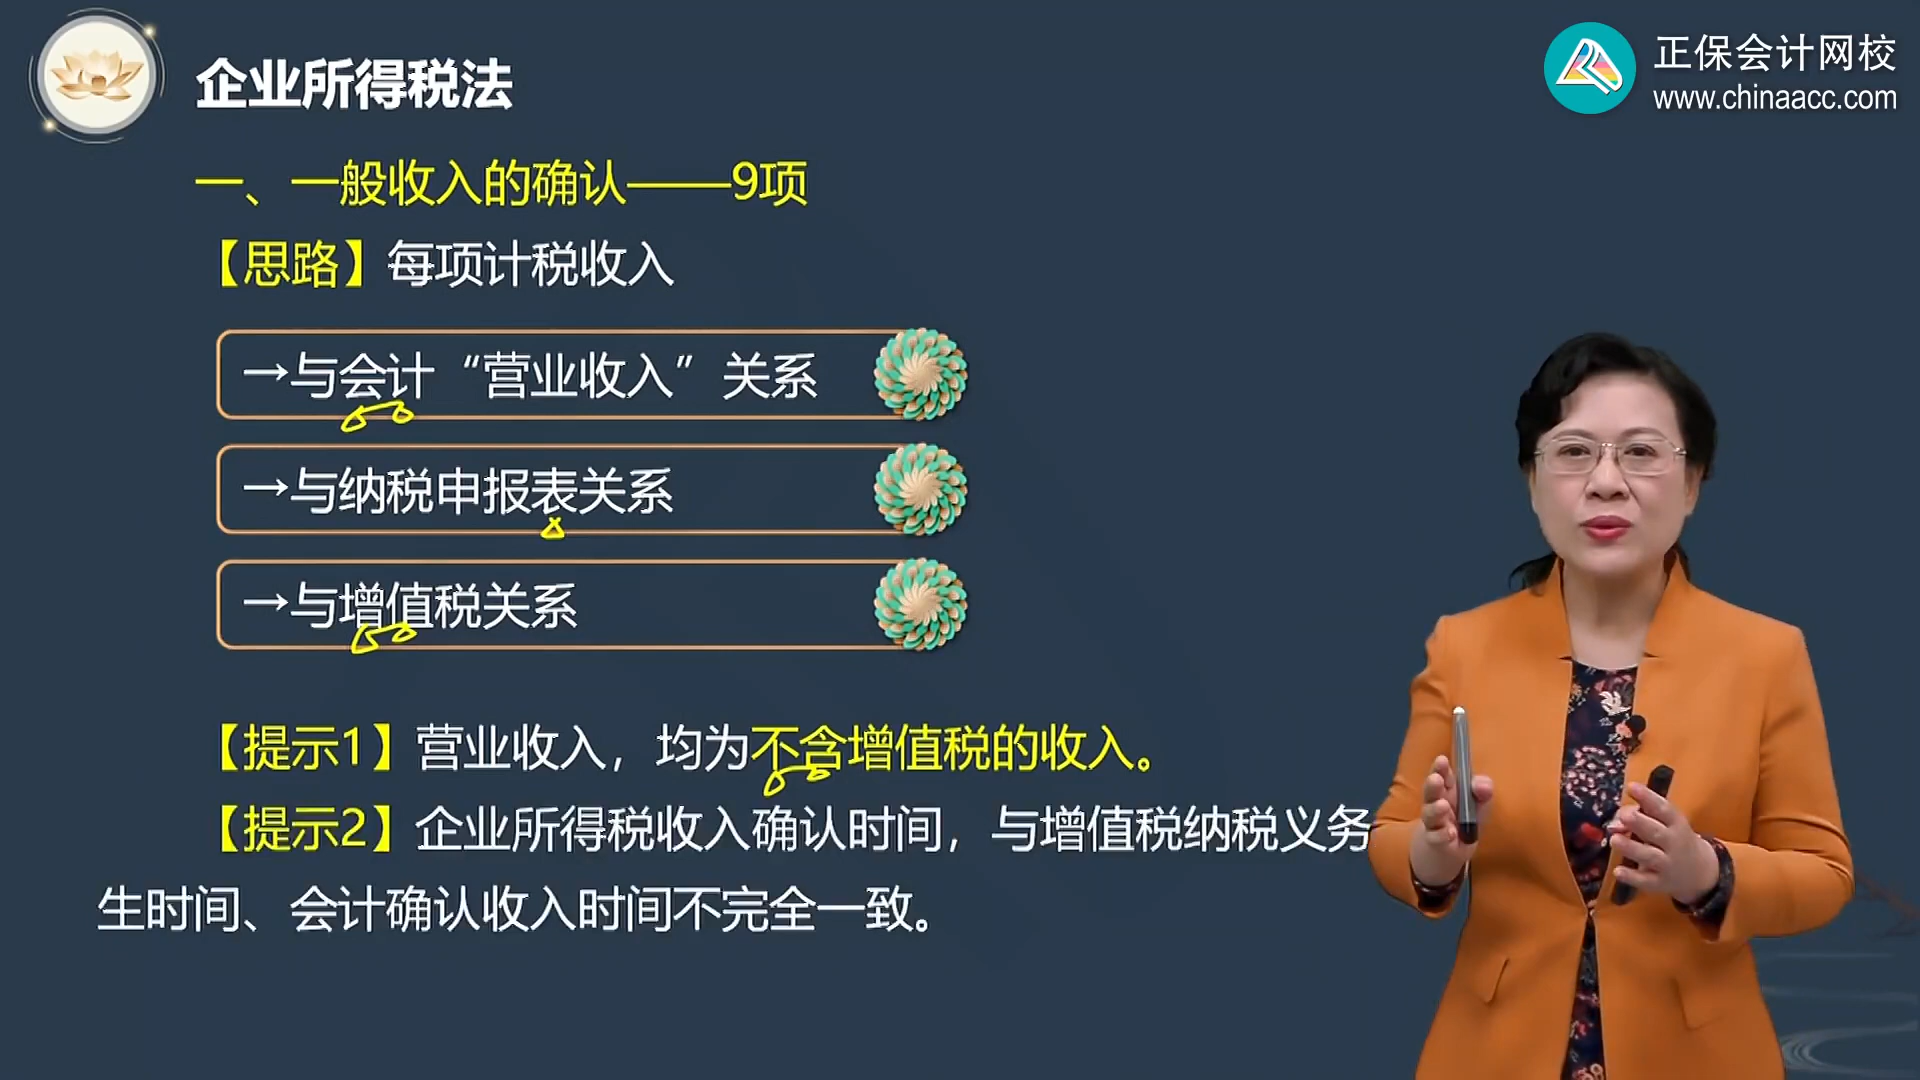 企业所得税法
正保会计网校
www.chinaacc.com
一、一般收入的确认——9项
【思路】每项计税收入
→与会计“营业收入”关系
→与纳税申报表关系
→与增值税关系
【提示1】营业收入，均为不含增值税的收入。
【提示2】企业所得税收入确认时间，与增值税纳税义务
生时间、会计确认收入时间不完全一致。